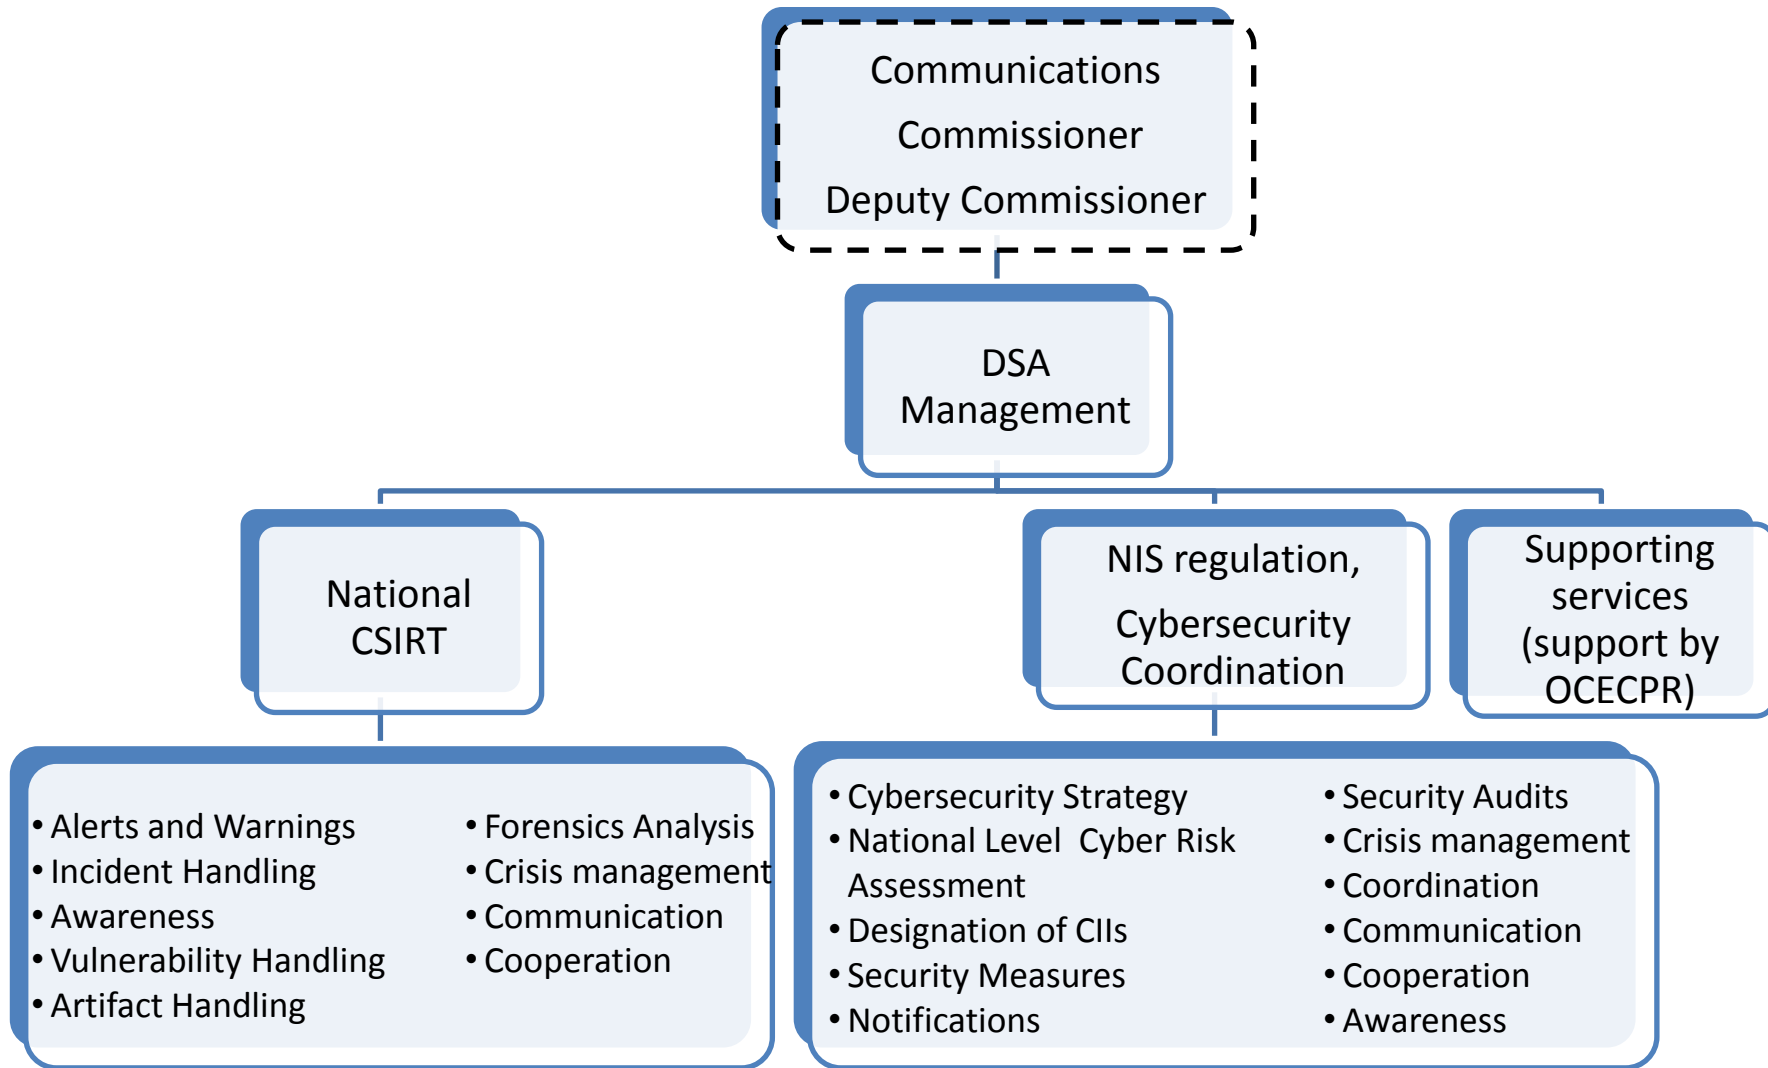 Communications
Commissioner
Deputy Commissioner
DSA
Management
National
CSIRT
NIS regulation,
Cybersecurity
Coordination
Supporting
services
(support by
OCECPR)
• Alerts and Warnings
• Incident Handling
• Awareness
• Vulnerability Handling
• Artifact Handling
• Forensics Analysis
• Crisis management
• Communication
• Cooperation
• Cybersecurity Strategy
• National Level  Cyber Risk
Assessment
• Designation of CIIs
• Security Measures
• Notifications
• Security Audits
• Crisis management
• Coordination
• Communication
• Cooperation
• Awareness